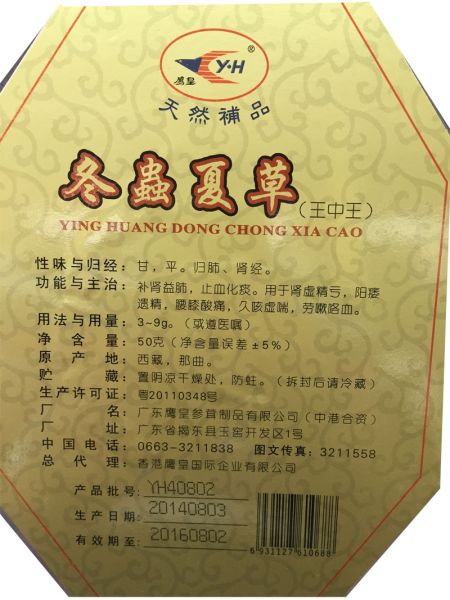 Y·H®
鹰皇
天然補品
冬蟲夏草(王中王)
YING HUANG DONG CHONG XIA CAO
性味与归经：甘，平。归肺、肾经。
功能与主治：补肾益肺，止血化痰。用于肾虚精亏，阳痿
遗精，腰膝酸痛，久咳虚喘，劳嗽咯血。
用法与用量：3~9g。（或遵医嘱）
净含量：50克（净含量误差±5%）
原产地：西藏，那曲。
贮藏：置阴凉干燥处，防蛀。（拆封后请冷藏）
生产许可证：粤20110348号
厂名：广东鹰皇参茸制品有限公司（中港合资）
厂址：广东省揭东县玉窖开发区1号
中国电话：0663-3211838 图文传真：3211558
总代理：香港鹰皇国际企业有限公司
产品批号：YH40802
生产日期：20140803
有效期至：20160802
6931127610688